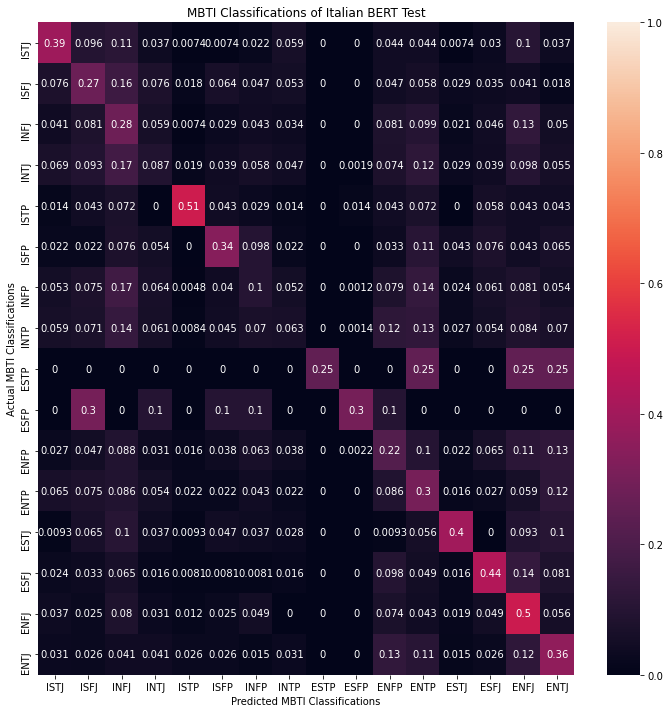 MBTI Classifications of Italian BERT Test
ISTJ 0.39 0.096 0.11 0.037 0.0074 0.0074 0.022 0.059 0 0 0.044 0.044 0.0074 0.03 0.1 0.037
ISFJ 0.076 0.27 0.16 0.076 0.018 0.064 0.047 0.053 0 0 0.047 0.058 0.029 0.035 0.041 0.018
INFJ 0.041 0.081 0.28 0.059 0.0074 0.029 0.043 0.034 0 0 0.081 0.099 0.021 0.046 0.13 0.05
INTJ 0.069 0.093 0.17 0.087 0.019 0.039 0.058 0.047 0 0.0019 0.074 0.12 0.029 0.039 0.098 0.055
ISTP 0.014 0.043 0.072 0 0.51 0.043 0.029 0.014 0 0.014 0.043 0.072 0 0.058 0.043 0.043
ISFP 0.022 0.022 0.076 0.054 0 0.34 0.098 0.022 0 0 0.033 0.11 0.043 0.076 0.043 0.065
INFP 0.053 0.075 0.17 0.064 0.0048 0.04 0.1 0.052 0 0.0012 0.079 0.14 0.024 0.061 0.081 0.054
INTP 0.059 0.071 0.14 0.061 0.0084 0.045 0.07 0.063 0 0.0014 0.12 0.13 0.027 0.054 0.084 0.07
ESTP 0 0 0 0 0 0 0 0 0.25 0 0 0.25 0 0 0.25 0.25
ESFP 0 0.3 0 0.1 0 0.1 0.1 0 0 0.3 0.1 0 0 0 0 0
ENFP 0.027 0.047 0.088 0.031 0.016 0.038 0.063 0.038 0 0.0022 0.22 0.1 0.022 0.065 0.11 0.13
ENTP 0.065 0.075 0.086 0.054 0.022 0.022 0.043 0.022 0 0 0.086 0.3 0.016 0.027 0.059 0.12
ESTJ 0.0093 0.065 0.1 0.037 0.0093 0.047 0.037 0.028 0 0 0.0093 0.056 0.4 0 0.093 0.1
ESFJ 0.024 0.033 0.065 0.016 0.0081 0.0081 0.0081 0.016 0 0 0.098 0.049 0.016 0.44 0.14 0.081
ENFJ 0.037 0.025 0.08 0.031 0.012 0.025 0.049 0 0 0 0.074 0.043 0.019 0.049 0.5 0.056
ENTJ 0.031 0.026 0.041 0.041 0.026 0.026 0.015 0.031 0 0 0.13 0.11 0.015 0.026 0.12 0.36
ISTJ ISFJ INFJ INTJ ISTP ISFP INFP INTP ESTP ESFP ENFP ENTP ESTJ ESFJ ENFJ ENTJ
Predicted MBTI Classifications
Actual MBTI Classifications
1.0
0.8
0.6
0.4
0.2
0.0